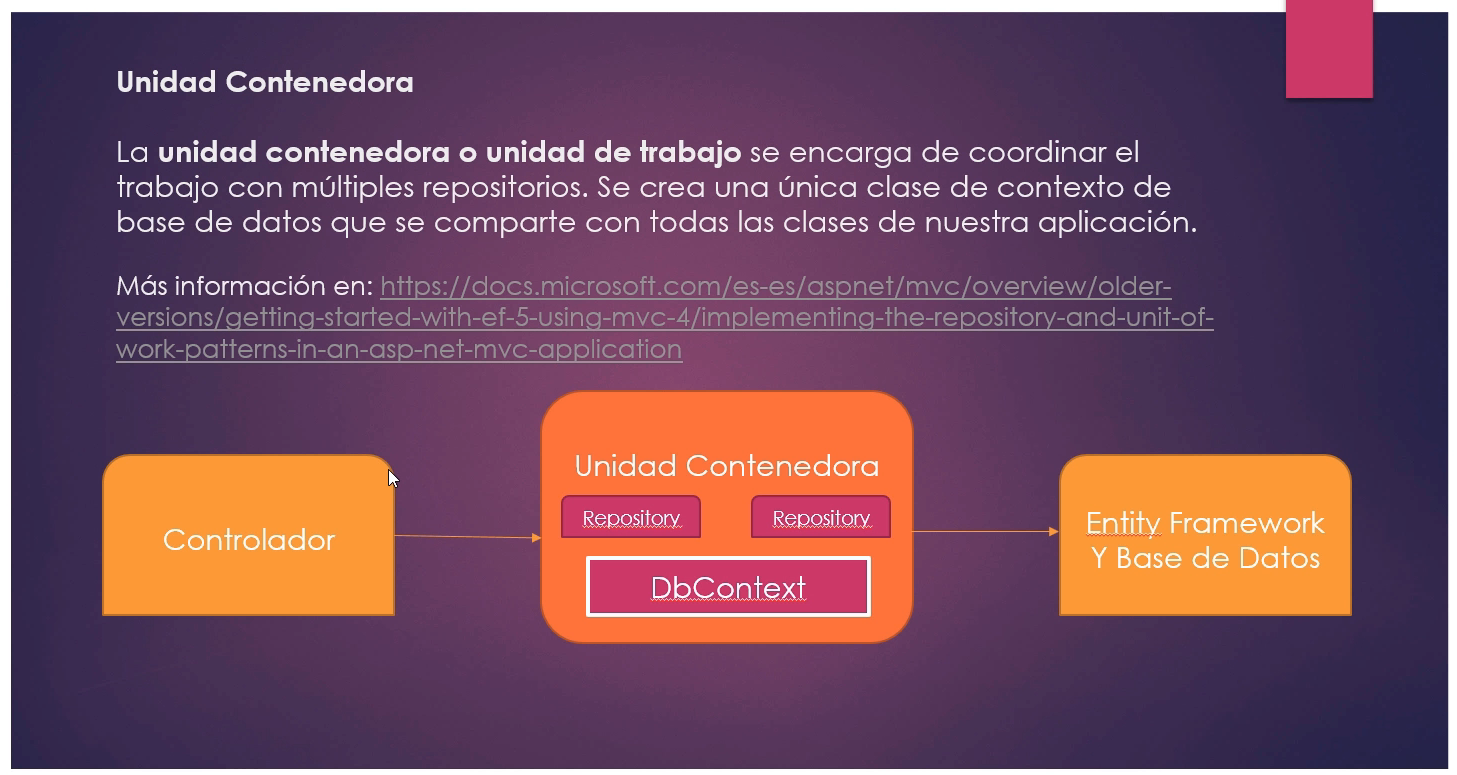 Unidad Contenedora
La unidad contenedora o unidad de trabajo se encarga de coordinar el
trabajo con múltiples repositorios. Se crea una única clase de contexto de
base de datos que se comparte con todas las clases de nuestra aplicación.
Más información en: https://docs.microsoft.com/es-es/aspnet/mvc/overview/older-
versions/getting-started-with-ef-5-using-mvc-4/implementing-the-repository-and-unit-of-
work-patterns-in-an-asp-net-mvc-application
Controlador
Unidad Contenedora
Repository
Repository
DbContext
Entity Framework
Y Base de Datos